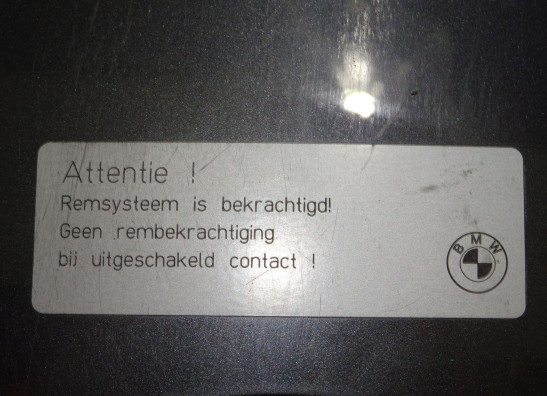 Attentie !
Remsysteem is bekrachtigd!
Geen rembekrachtiging
bij uitgeschakeld contact !
BMW